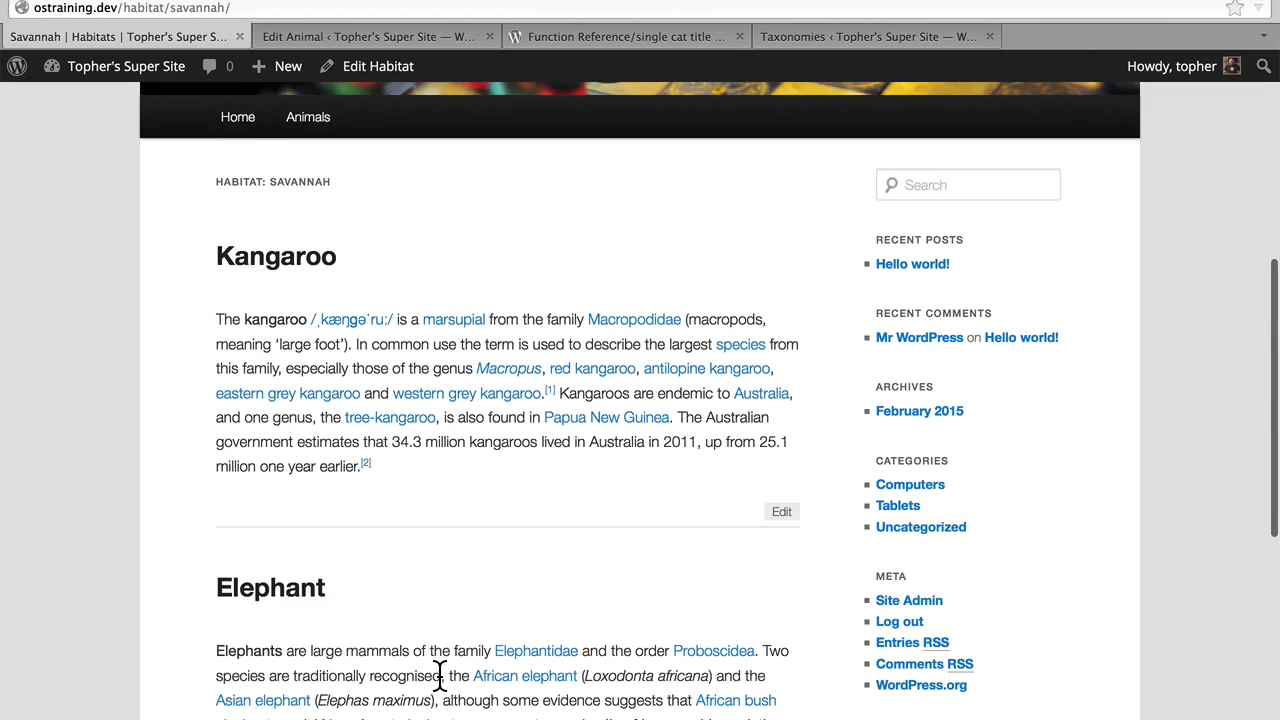 ostraining.dev/habitat/savannah/
Savannah | Habitats | Topher's Super S...
Edit Animal ‹ Topher's Super Site — W...
Function Reference/single cat title ...
Taxonomies ‹ Topher's Super Site — W...
Topher's Super Site
0
New
Edit Habitat
Howdy, topher
Home
Animals
HABITAT: SAVANNAH
Kangaroo
The kangaroo /ˌkæŋɡəˈruː/ is a marsupial from the family Macropodidae (macropods,
meaning ‘large foot’). In common use the term is used to describe the largest species from
this family, especially those of the genus Macropus, red kangaroo, antilopine kangaroo,
eastern grey kangaroo and western grey kangaroo.[1] Kangaroos are endemic to Australia,
and one genus, the tree-kangaroo, is also found in Papua New Guinea. The Australian
government estimates that 34.3 million kangaroos lived in Australia in 2011, up from 25.1
million one year earlier.[2]
Edit
Elephant
Elephants are large mammals of the family Elephantidae and the order Proboscidea. Two
species are traditionally recognised, the African elephant (Loxodonta africana) and the
Asian elephant (Elephas maximus), although some evidence suggests that African bush
Search
RECENT POSTS
Hello world!
RECENT COMMENTS
Mr WordPress on Hello world!
ARCHIVES
February 2015
CATEGORIES
Computers
Tablets
Uncategorized
META
Site Admin
Log out
Entries RSS
Comments RSS
WordPress.org